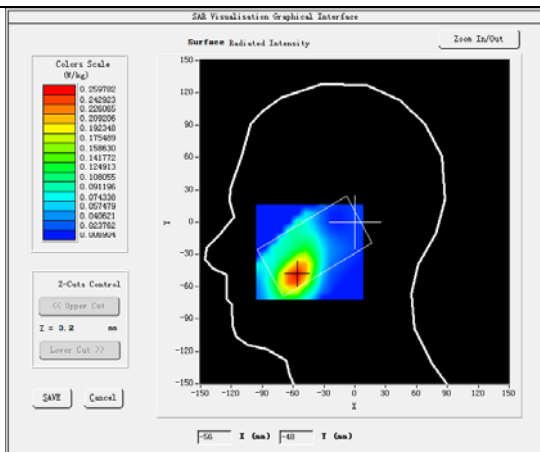 SAR Visualisation Graphical Interface
Surface Radiated Intensity
Zoom In/Out
Colors Scale
(W/kg)
0.259782
0.242923
0.226065
0.209206
0.192348
0.175489
0.158630
0.141772
0.124913
0.108055
0.091196
0.074338
0.057479
0.040621
0.023762
0.006904
Z-Cuts Control
<< Upper Cut
Z = 3.2 mm
Lower Cut >>
SAVE Cancel
150
120
90
60
30
0
-30
-60
-90
-120
-150
Y
-150 -120 -90 -60 -30 0 30 60 90 120 150
X
-56 X (mm) -48 Y (mm)